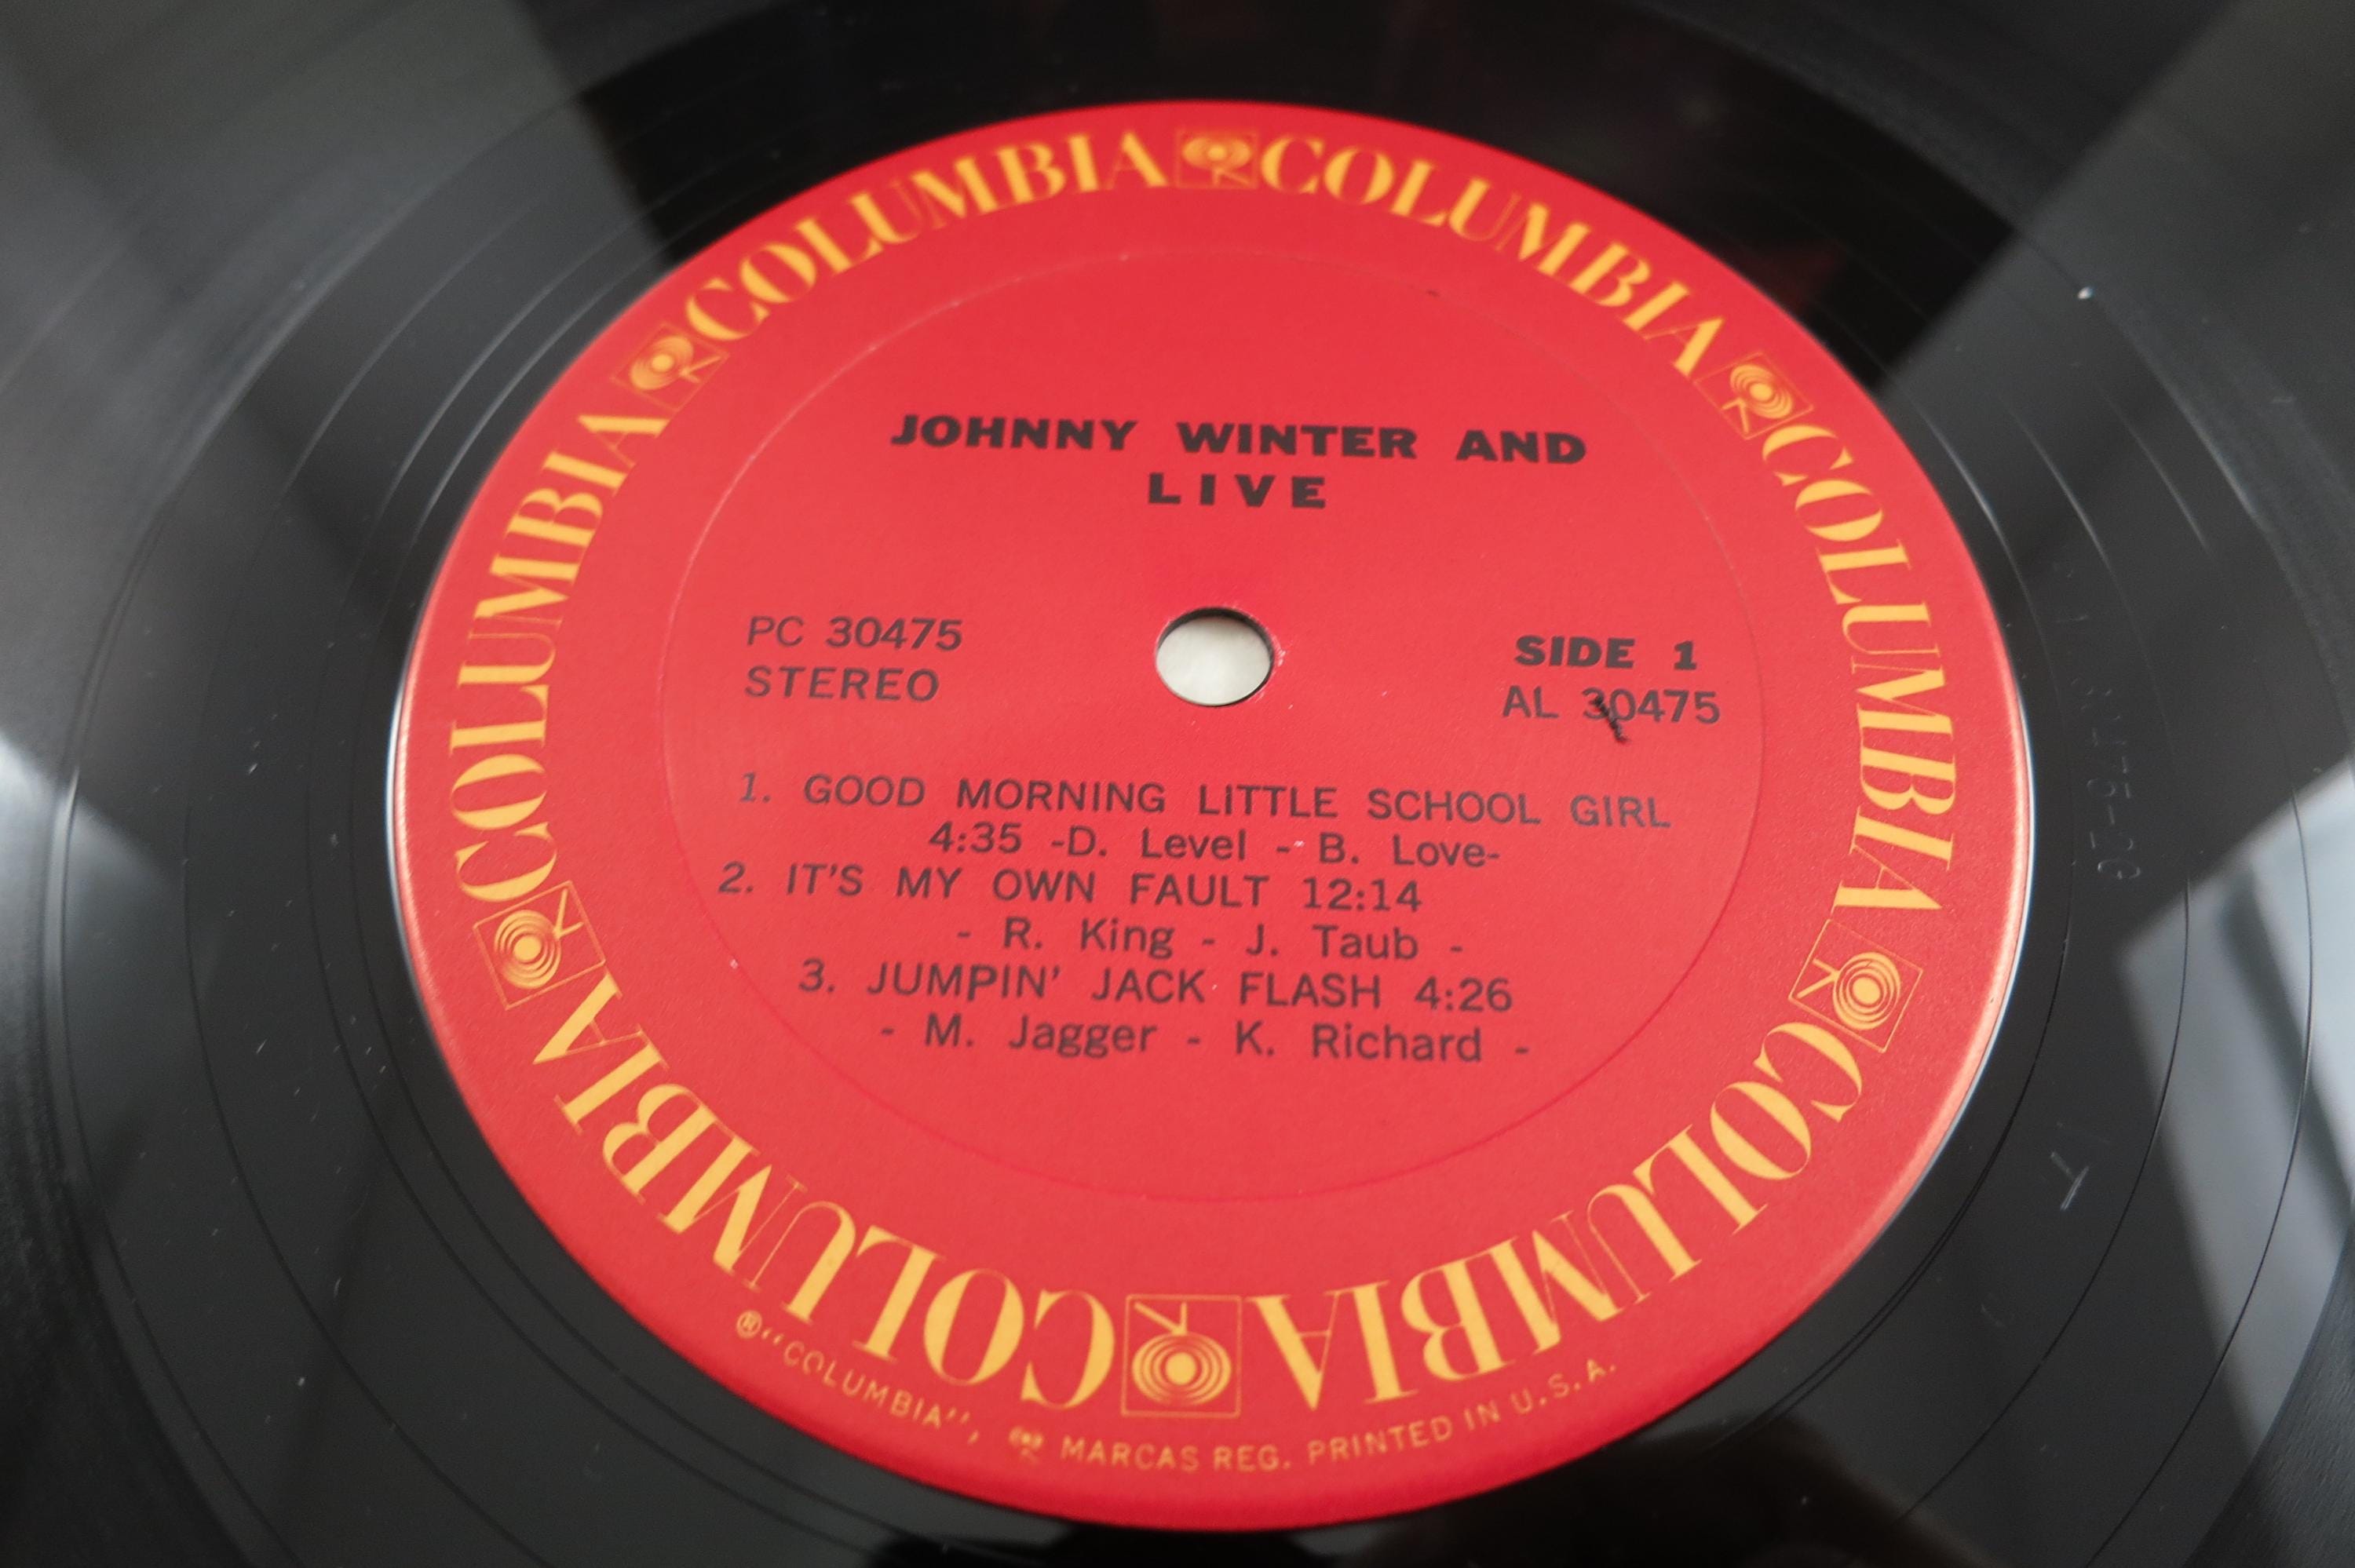 COLUMBIA COLUMBIA COLUMBIA COLUMBIA COLUMBIA COLUMBIA
JOHNNY WINTER AND
LIVE
PC 30475
STEREO
SIDE 1
AL 30475
1. GOOD MORNING LITTLE SCHOOL GIRL
4:35 -D. Level - B. Love-
2. IT'S MY OWN FAULT 12:14
- R. King - J. Taub -
3. JUMPIN' JACK FLASH 4:26
- M. Jagger - K. Richard -
®"COLUMBIA", MARCAS REG. PRINTED IN U.S.A.